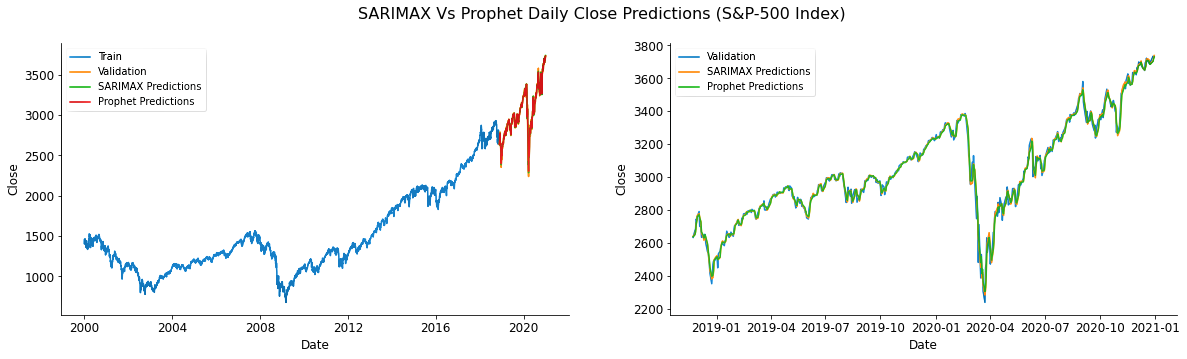 SARIMAX Vs Prophet Daily Close Predictions (S&P-500 Index)
Train
Validation
SARIMAX Predictions
Prophet Predictions
3500
3000
2500
2000
1500
1000
Close
2000
2004
2008
2012
2016
2020
Date
Validation
SARIMAX Predictions
Prophet Predictions
3800
3600
3400
3200
3000
2800
2600
2400
2200
Close
2019-01
2019-04
2019-07
2019-10
2020-01
2020-04
2020-07
2020-10
2021-01
Date